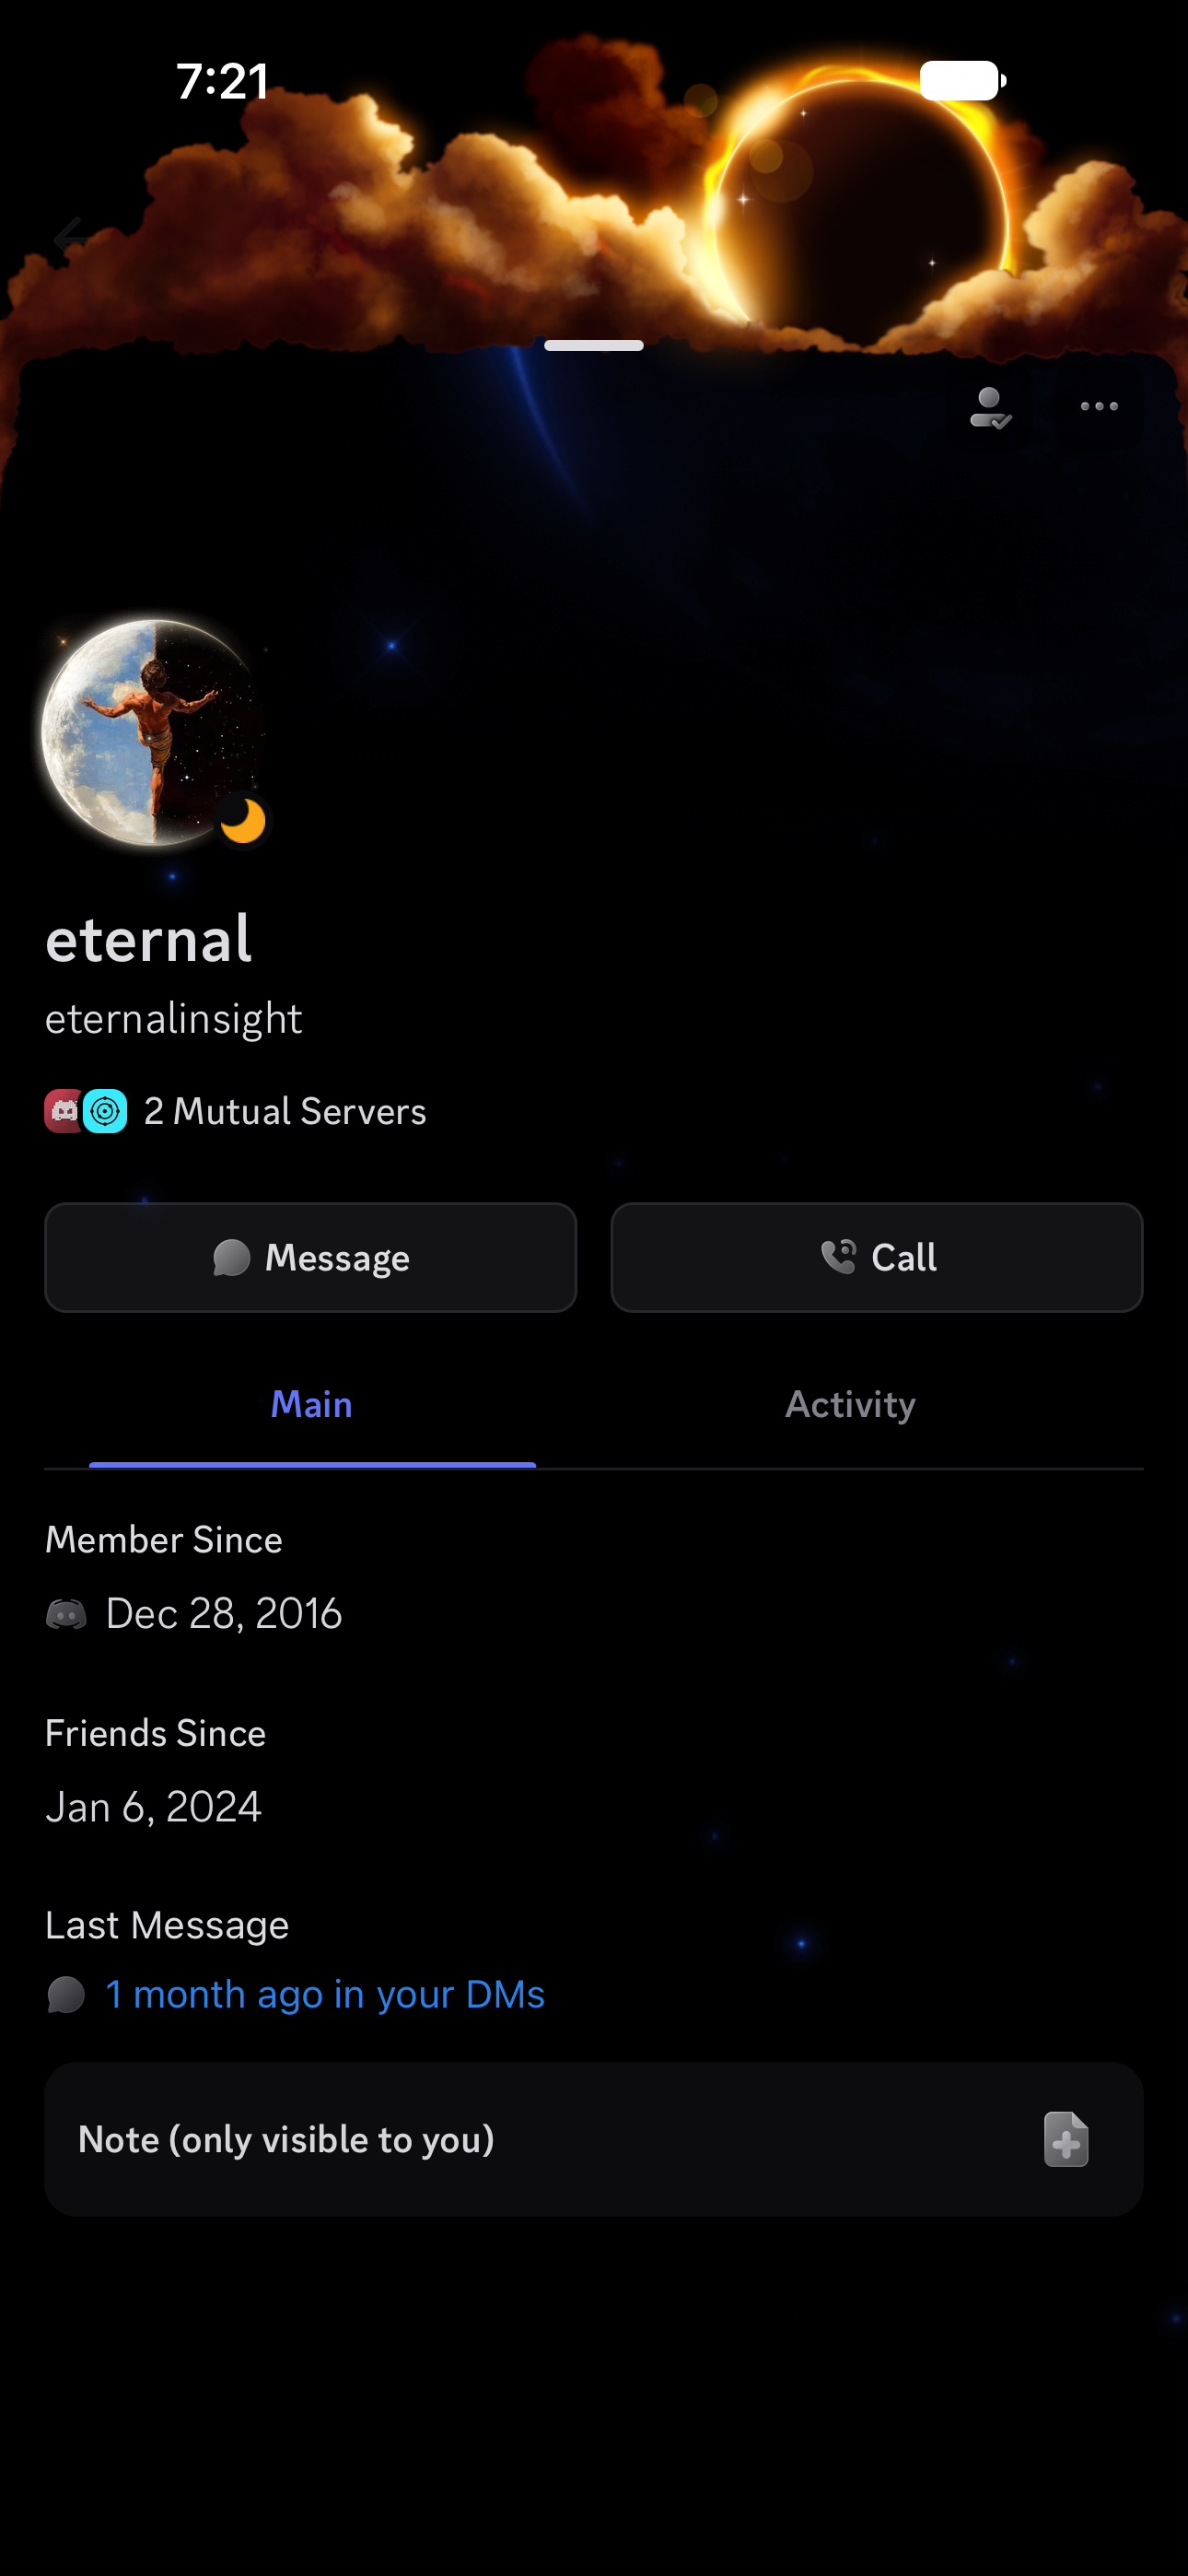 7:21
eternal
eternalinsight
2 Mutual Servers
Message
Call
Main
Activity
Member Since
Dec 28, 2016
Friends Since
Jan 6, 2024
Last Message
1 month ago in your DMs
Note (only visible to you)